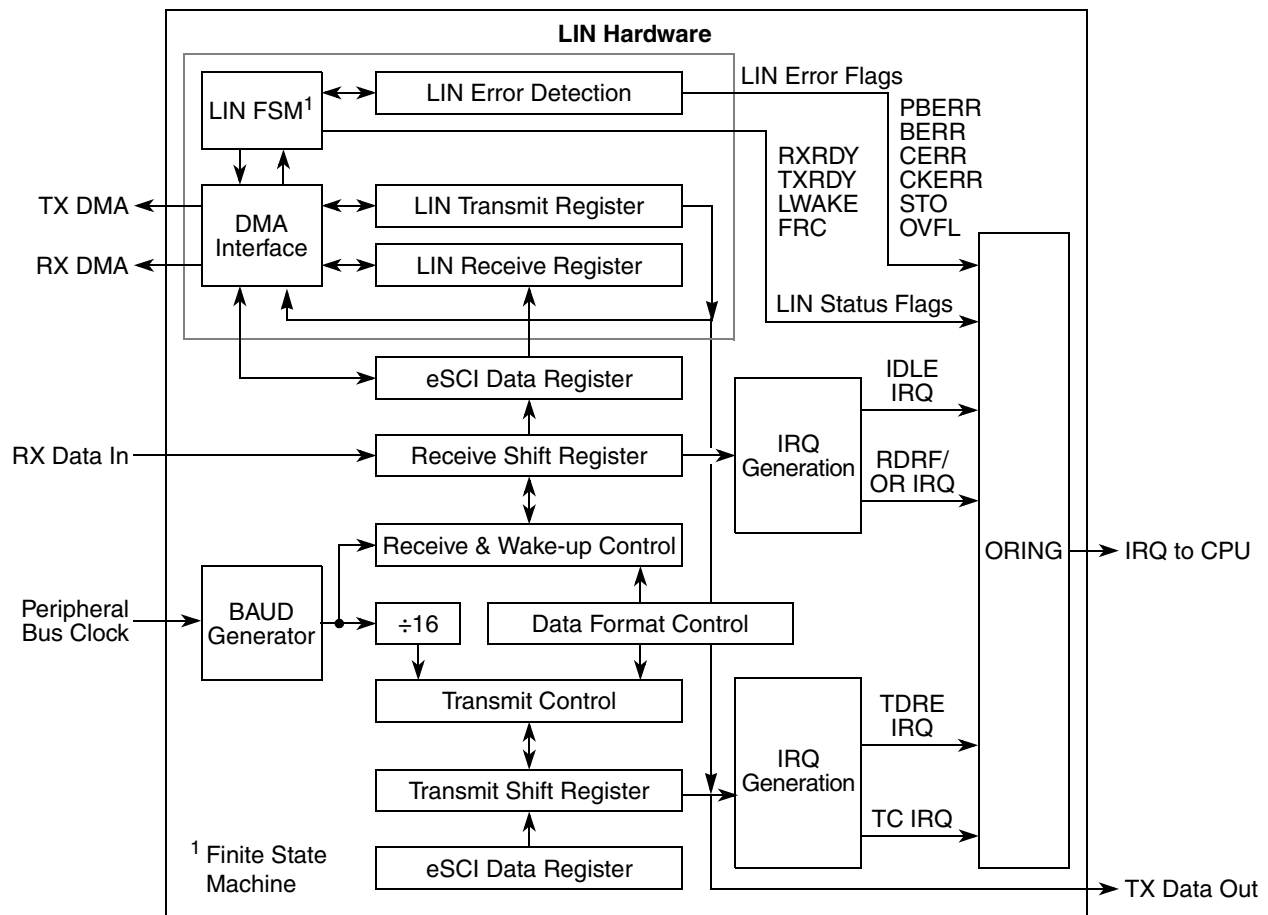 LIN Hardware
LIN FSM1
LIN Error Detection
LIN Error Flags
PBERR
BERR
CERR
CKERR
STO
OVFL
RXRDY
TXRDY
LWAKE
FRC
TX DMA
RX DMA
DMA
Interface
LIN Transmit Register
LIN Receive Register
LIN Status Flags
eSCI Data Register
IDLE
IRQ
RX Data In
Receive Shift Register
IRQ
Generation
RDRF/
OR IRQ
Receive & Wake-up Control
ORING
IRQ to CPU
Peripheral
Bus Clock
BAUD
Generator
÷16
Data Format Control
Transmit Control
TDRE
IRQ
IRQ
Generation
Transmit Shift Register
TC IRQ
eSCI Data Register
1 Finite State
Machine
TX Data Out